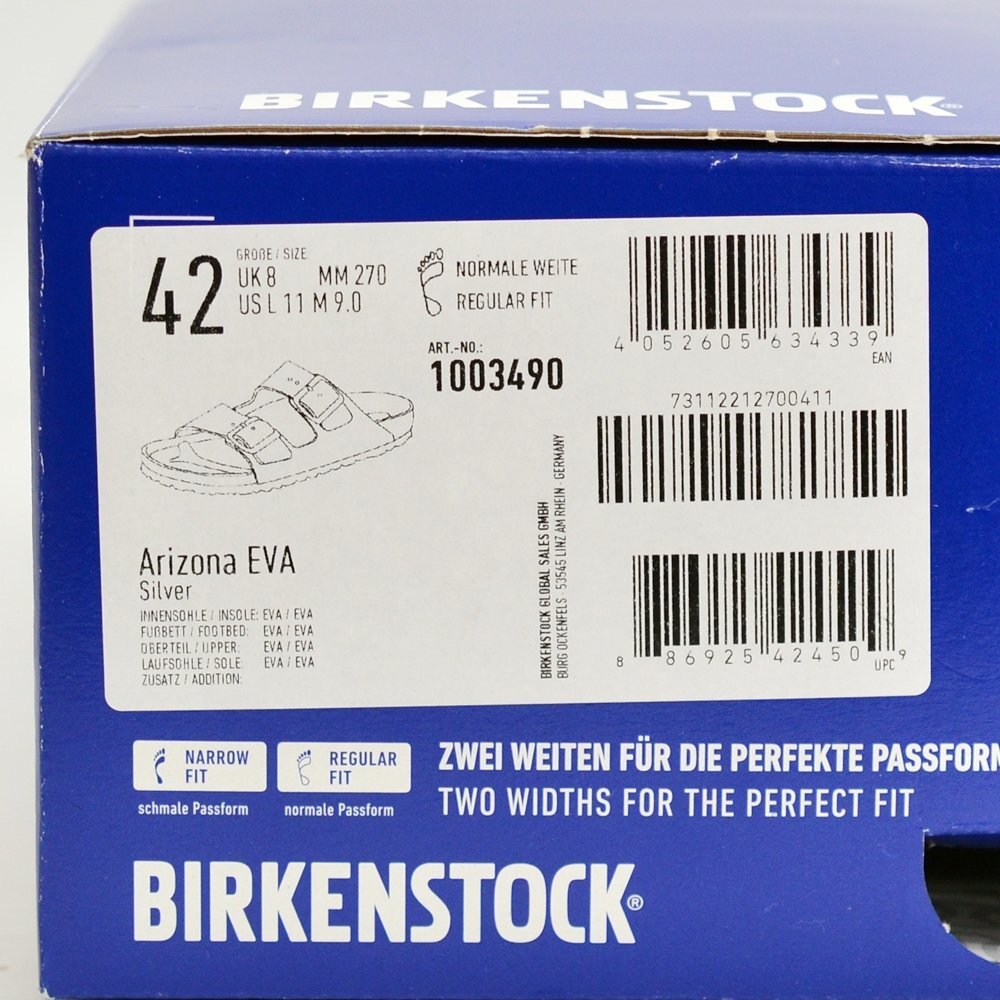 BIRKENSTOCK®
42
GRÖBE / SIZE
UK 8 MM 270
US L 11 M 9.0
NORMALE WEITE
REGULAR FIT
ART.-NO.:
1003490
4 052605 634339
EAN
73112212700411
Arizona EVA
Silver
INNENSOHLE / INSOLE: EVA / EVA
FUßBETT / FOOTBED: EVA / EVA
OBERTEIL / UPPER: EVA / EVA
LAUFSOHLE / SOLE: EVA / EVA
ZUSATZ / ADDITION:
BIRKENSTOCK GLOBAL SALES GMBH
BURG OCKENFELS · 53545 LINZ AM RHEIN · GERMANY
8 86925 42450 9
UPC
NARROW
FIT
schmale Passform
REGULAR
FIT
normale Passform
ZWEI WEITEN FÜR DIE PERFEKTE PASSFORM
TWO WIDTHS FOR THE PERFECT FIT
BIRKENSTOCK®